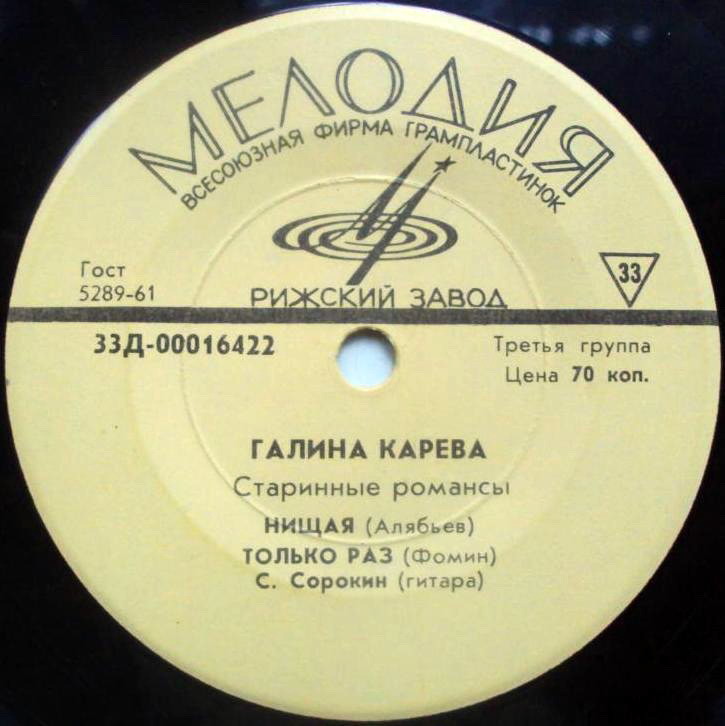 МЕЛОДИЯ
ВСЕСОЮЗНАЯ ФИРМА ГРАМПЛАСТИНОК
Гост
5289-61
33
РИЖСКИЙ ЗАВОД
33Д-00016422
Третья группа
Цена 70 коп.
ГАЛИНА КАРЕВА
Старинные романсы
НИЩАЯ (Алябьев)
ТОЛЬКО РАЗ (Фомин)
С. Сорокин (гитара)